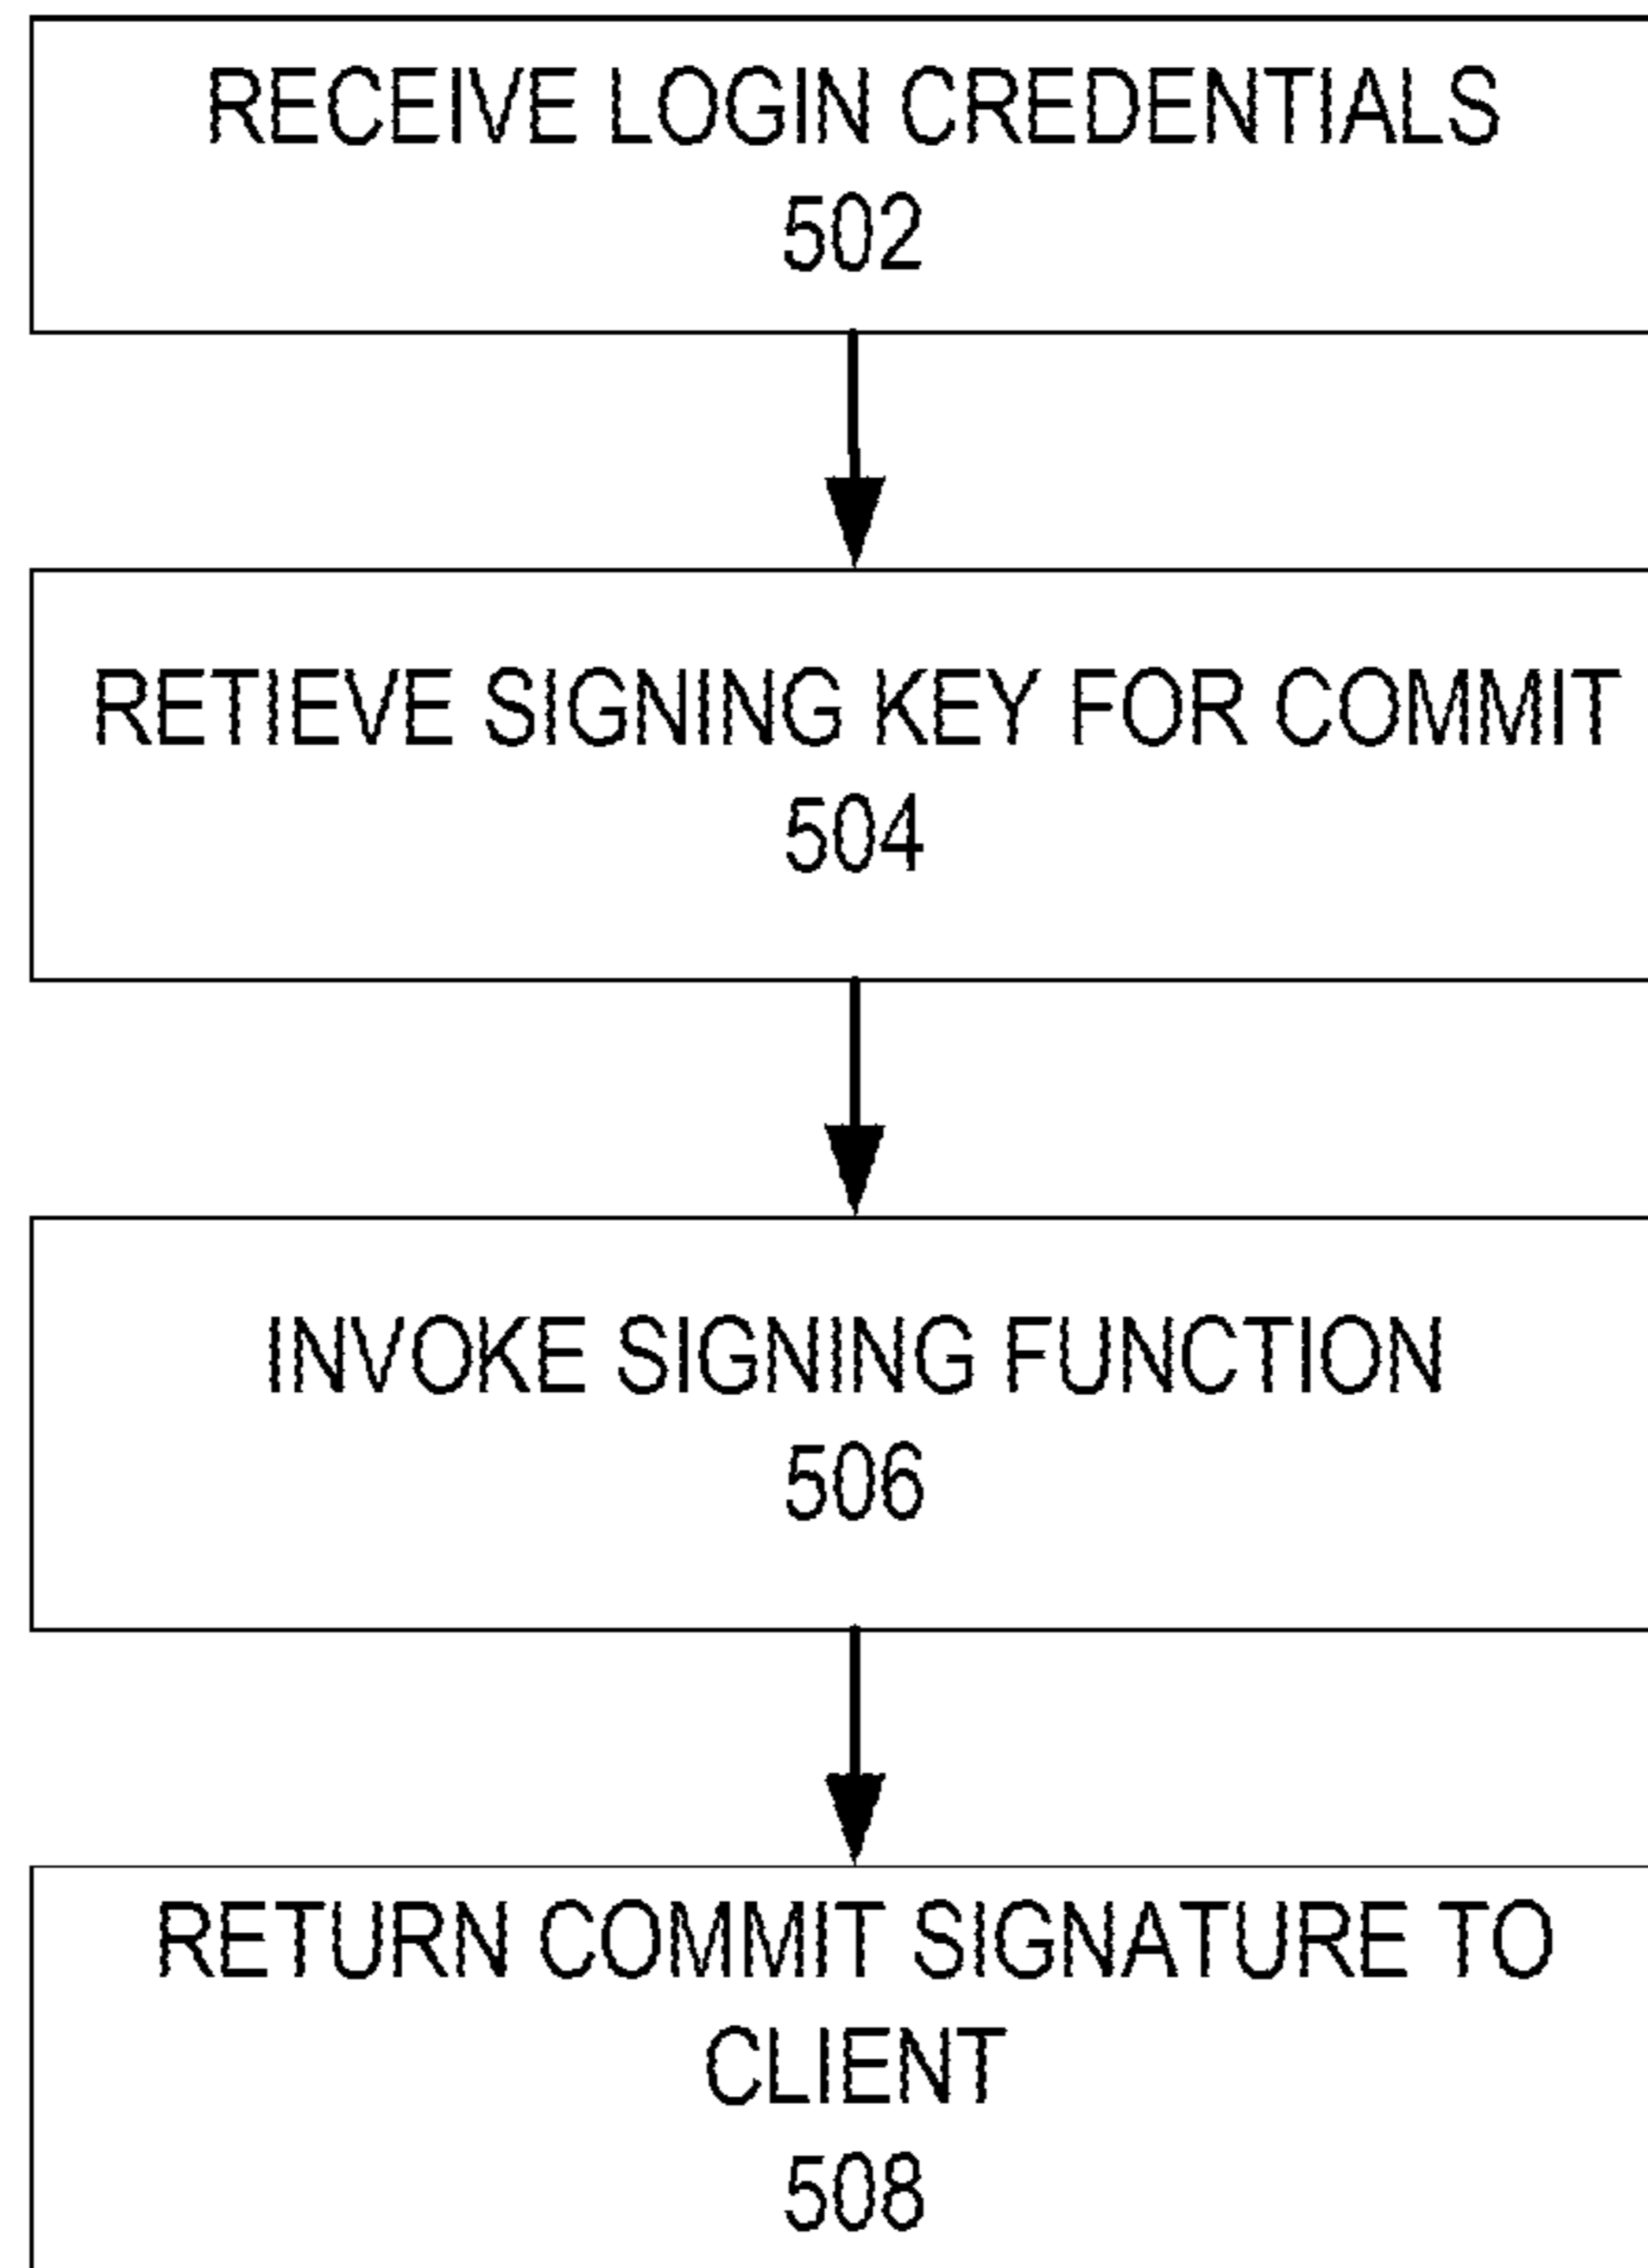 RECEIVE LOGIN CREDENTIALS
502
RETIEVE SIGNING KEY FOR COMMIT
504
INVOKE SIGNING FUNCTION
506
RETURN COMMIT SIGNATURE TO
CLIENT
508